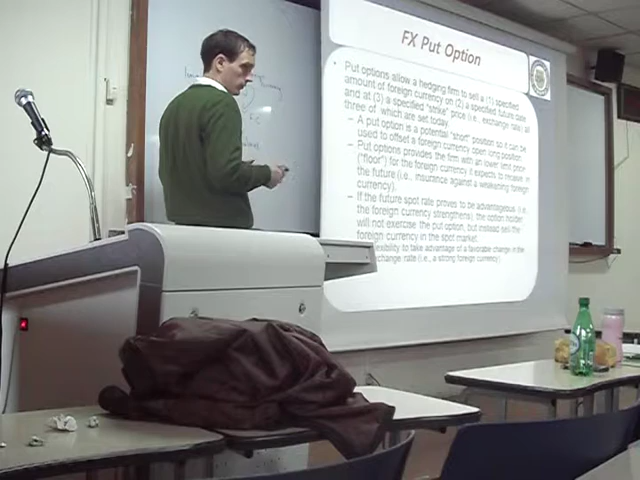 FX Put Option
• Put options allow a hedging firm to sell a (1) specified
amount of foreign currency on (2) a specified future date
and at (3) a specified "strike" price (i.e., exchange rate) all
three of which are set today.
– A put option is a potential "short" position so it can be
used to offset a foreign currency open long position.
– Put options provides the firm with an lower limit price
("floor") for the foreign currency it expects to receive in
the future (i.e., insurance against a weakening foreign
currency).
– If the future spot rate proves to be advantageous (i.e.
the foreign currency strengthens), the option holder
will not exercise the put option, but instead sell the
foreign currency in the spot market.
exibility to take advantage of a favorable change in the
xchange rate (i.e., a strong foreign currency).